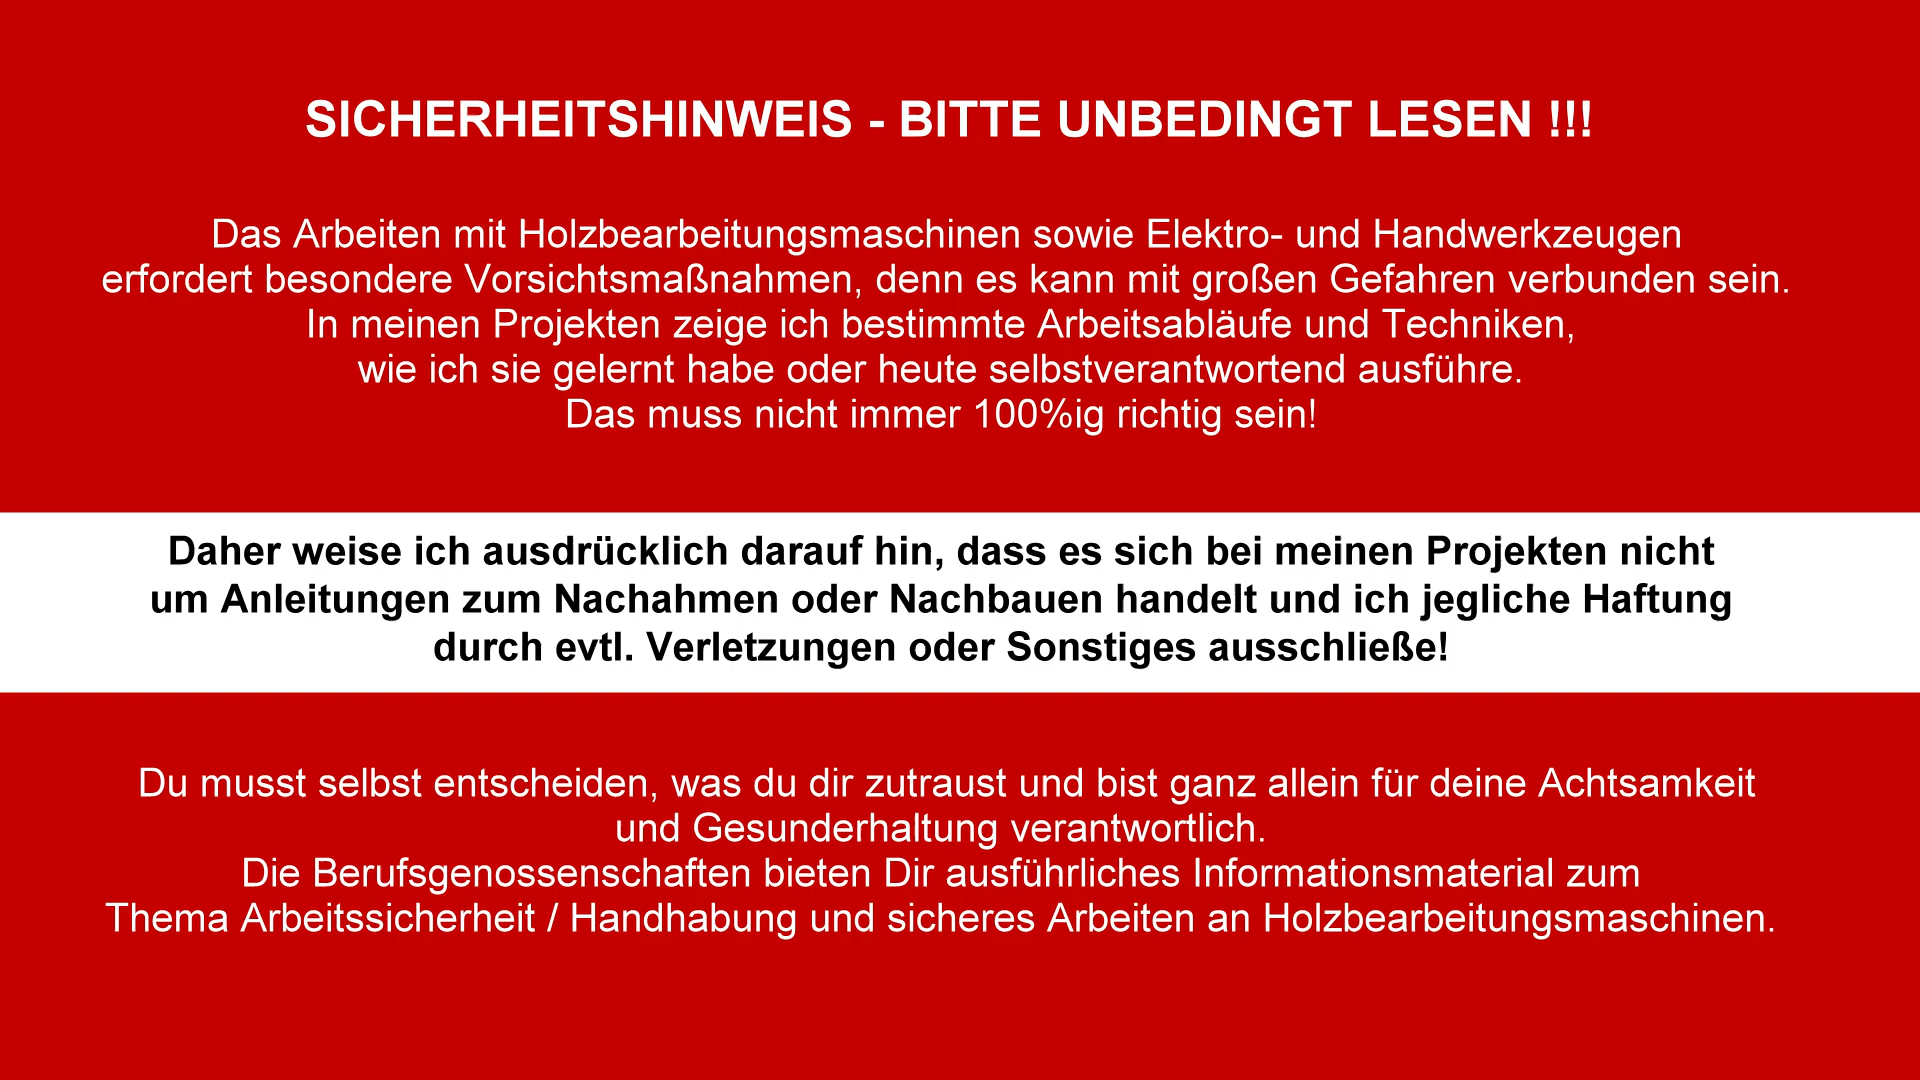 SICHERHEITSHINWEIS - BITTE UNBEDINGT LESEN !!!
Das Arbeiten mit Holzbearbeitungsmaschinen sowie Elektro- und Handwerkzeugen
erfordert besondere Vorsichtsmaßnahmen, denn es kann mit großen Gefahren verbunden sein.
In meinen Projekten zeige ich bestimmte Arbeitsabläufe und Techniken,
wie ich sie gelernt habe oder heute selbstverantwortend ausführe.
Das muss nicht immer 100%ig richtig sein!
Daher weise ich ausdrücklich darauf hin, dass es sich bei meinen Projekten nicht
um Anleitungen zum Nachahmen oder Nachbauen handelt und ich jegliche Haftung
durch evtl. Verletzungen oder Sonstiges ausschließe!
Du musst selbst entscheiden, was du dir zutraust und bist ganz allein für deine Achtsamkeit
und Gesunderhaltung verantwortlich.
Die Berufsgenossenschaften bieten Dir ausführliches Informationsmaterial zum
Thema Arbeitssicherheit / Handhabung und sicheres Arbeiten an Holzbearbeitungsmaschinen.